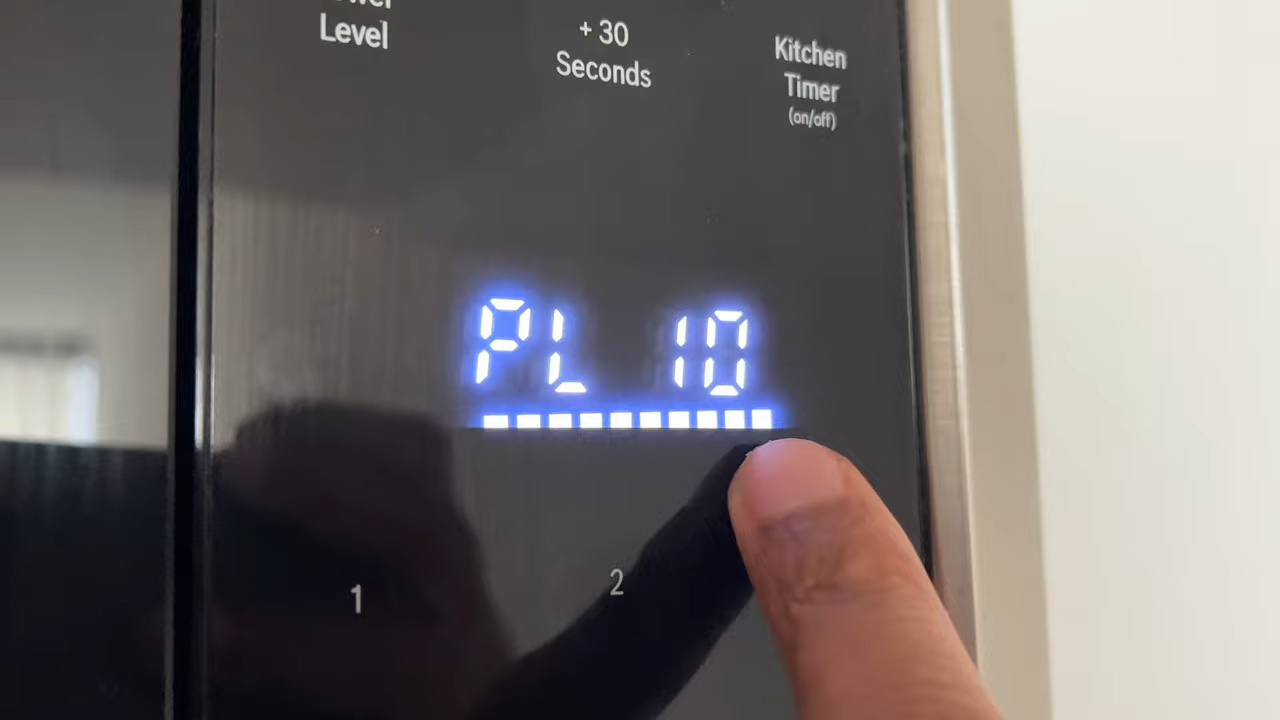 Level
+ 30
Seconds
Kitchen
Timer
(on/off)
PL 10
1
2